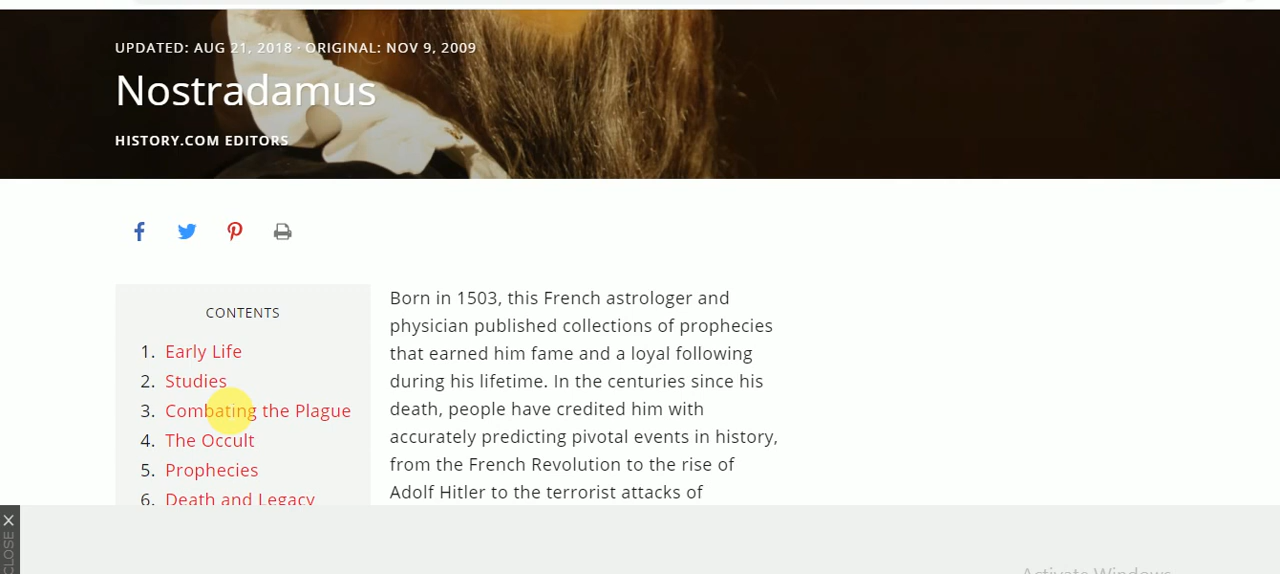 UPDATED: AUG 21, 2018 · ORIGINAL: NOV 9, 2009
Nostradamus
HISTORY.COM EDITORS
CONTENTS
1. Early Life
2. Studies
3. Combating the Plague
4. The Occult
5. Prophecies
6. Death and Legacy
Born in 1503, this French astrologer and
physician published collections of prophecies
that earned him fame and a loyal following
during his lifetime. In the centuries since his
death, people have credited him with
accurately predicting pivotal events in history,
from the French Revolution to the rise of
Adolf Hitler to the terrorist attacks of
CLOSE X
Activate Windows